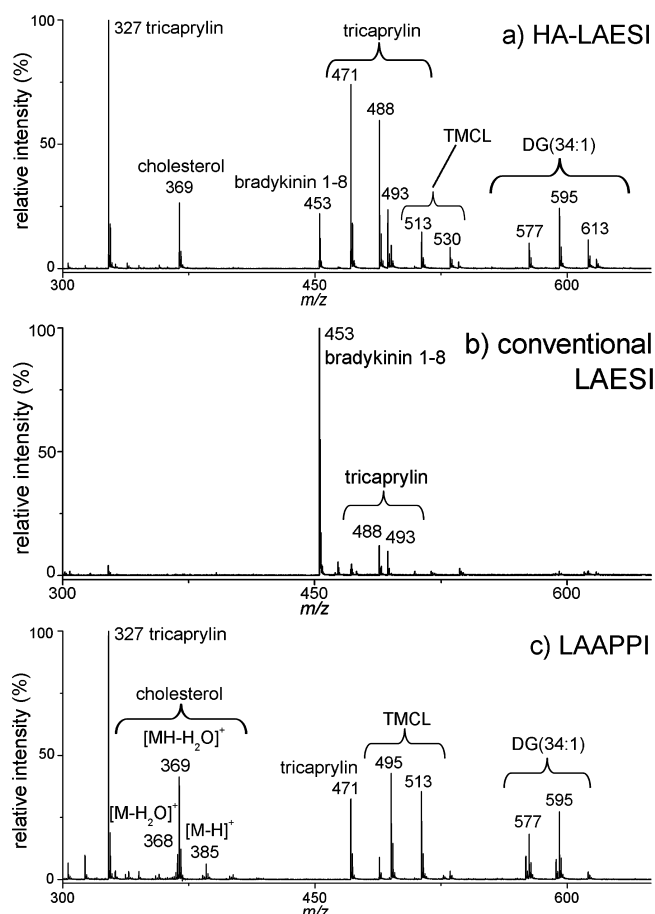 a) HA-LAESI
relative intensity (%)
100
50
0
327 tricaprylin
cholesterol
369
bradykinin 1-8
453
tricaprylin
471
488
493
TMCL
513
530
DG(34:1)
577
595
613
300
450
600
m/z
b) conventional
LAESI
relative intensity (%)
100
50
0
453
bradykinin 1-8
tricaprylin
488
493
300
450
600
m/z
c) LAAPPI
relative intensity (%)
100
50
0
327 tricaprylin
cholesterol
[MH-H₂O]⁺
369
[M-H₂O]⁺
368
[M-H]⁺
385
tricaprylin
471
TMCL
495
513
DG(34:1)
577
595
300
450
600
m/z